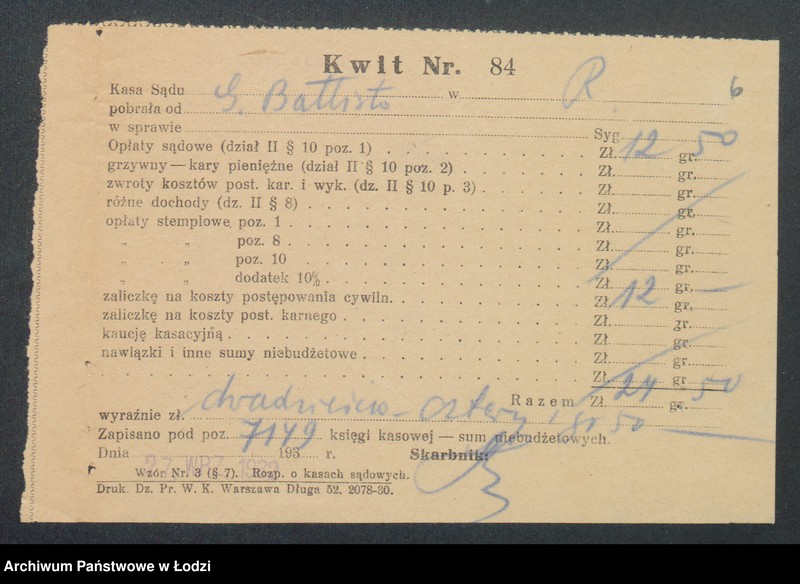 Kwit Nr. 84
6
Kasa Sądu w R
pobrała od G. Battisto
w sprawie Syg
Opłaty sądowe (dział II § 10 poz. 1) Zł. 12 gr. 50
grzywny — kary pieniężne (dział II § 10 poz. 2) Zł. gr.
zwroty kosztów post. kar. i wyk. (dz. II § 10 p. 3) Zł. gr.
różne dochody (dz. II § 8) Zł. gr.
opłaty stemplowe poz. 1 Zł. gr.
„ „ poz. 8 Zł. gr.
„ „ poz. 10 Zł. gr.
„ „ dodatek 10% Zł. gr.
zaliczkę na koszty postępowania cywiln. Zł. 12 gr. —
zaliczkę na koszty post. karnego Zł. gr.
kaucję kasacyjną Zł. gr.
nawiązki i inne sumy niebudżetowe Zł. gr.
Zł. gr.
Razem Zł. 24 gr. 50
wyraźnie zł. dwadzieścia cztery gr 50
Zapisano pod poz. 7149 księgi kasowej — sum niebudżetowych.
Dnia 27 WRZ 193 r. Skarbnik:
Wzór Nr. 3 (§ 7). Rozp. o kasach sądowych.
Druk. Dz. Pr. W. K. Warszawa Długa 52. 2078-30.
Archiwum Państwowe w Łodzi